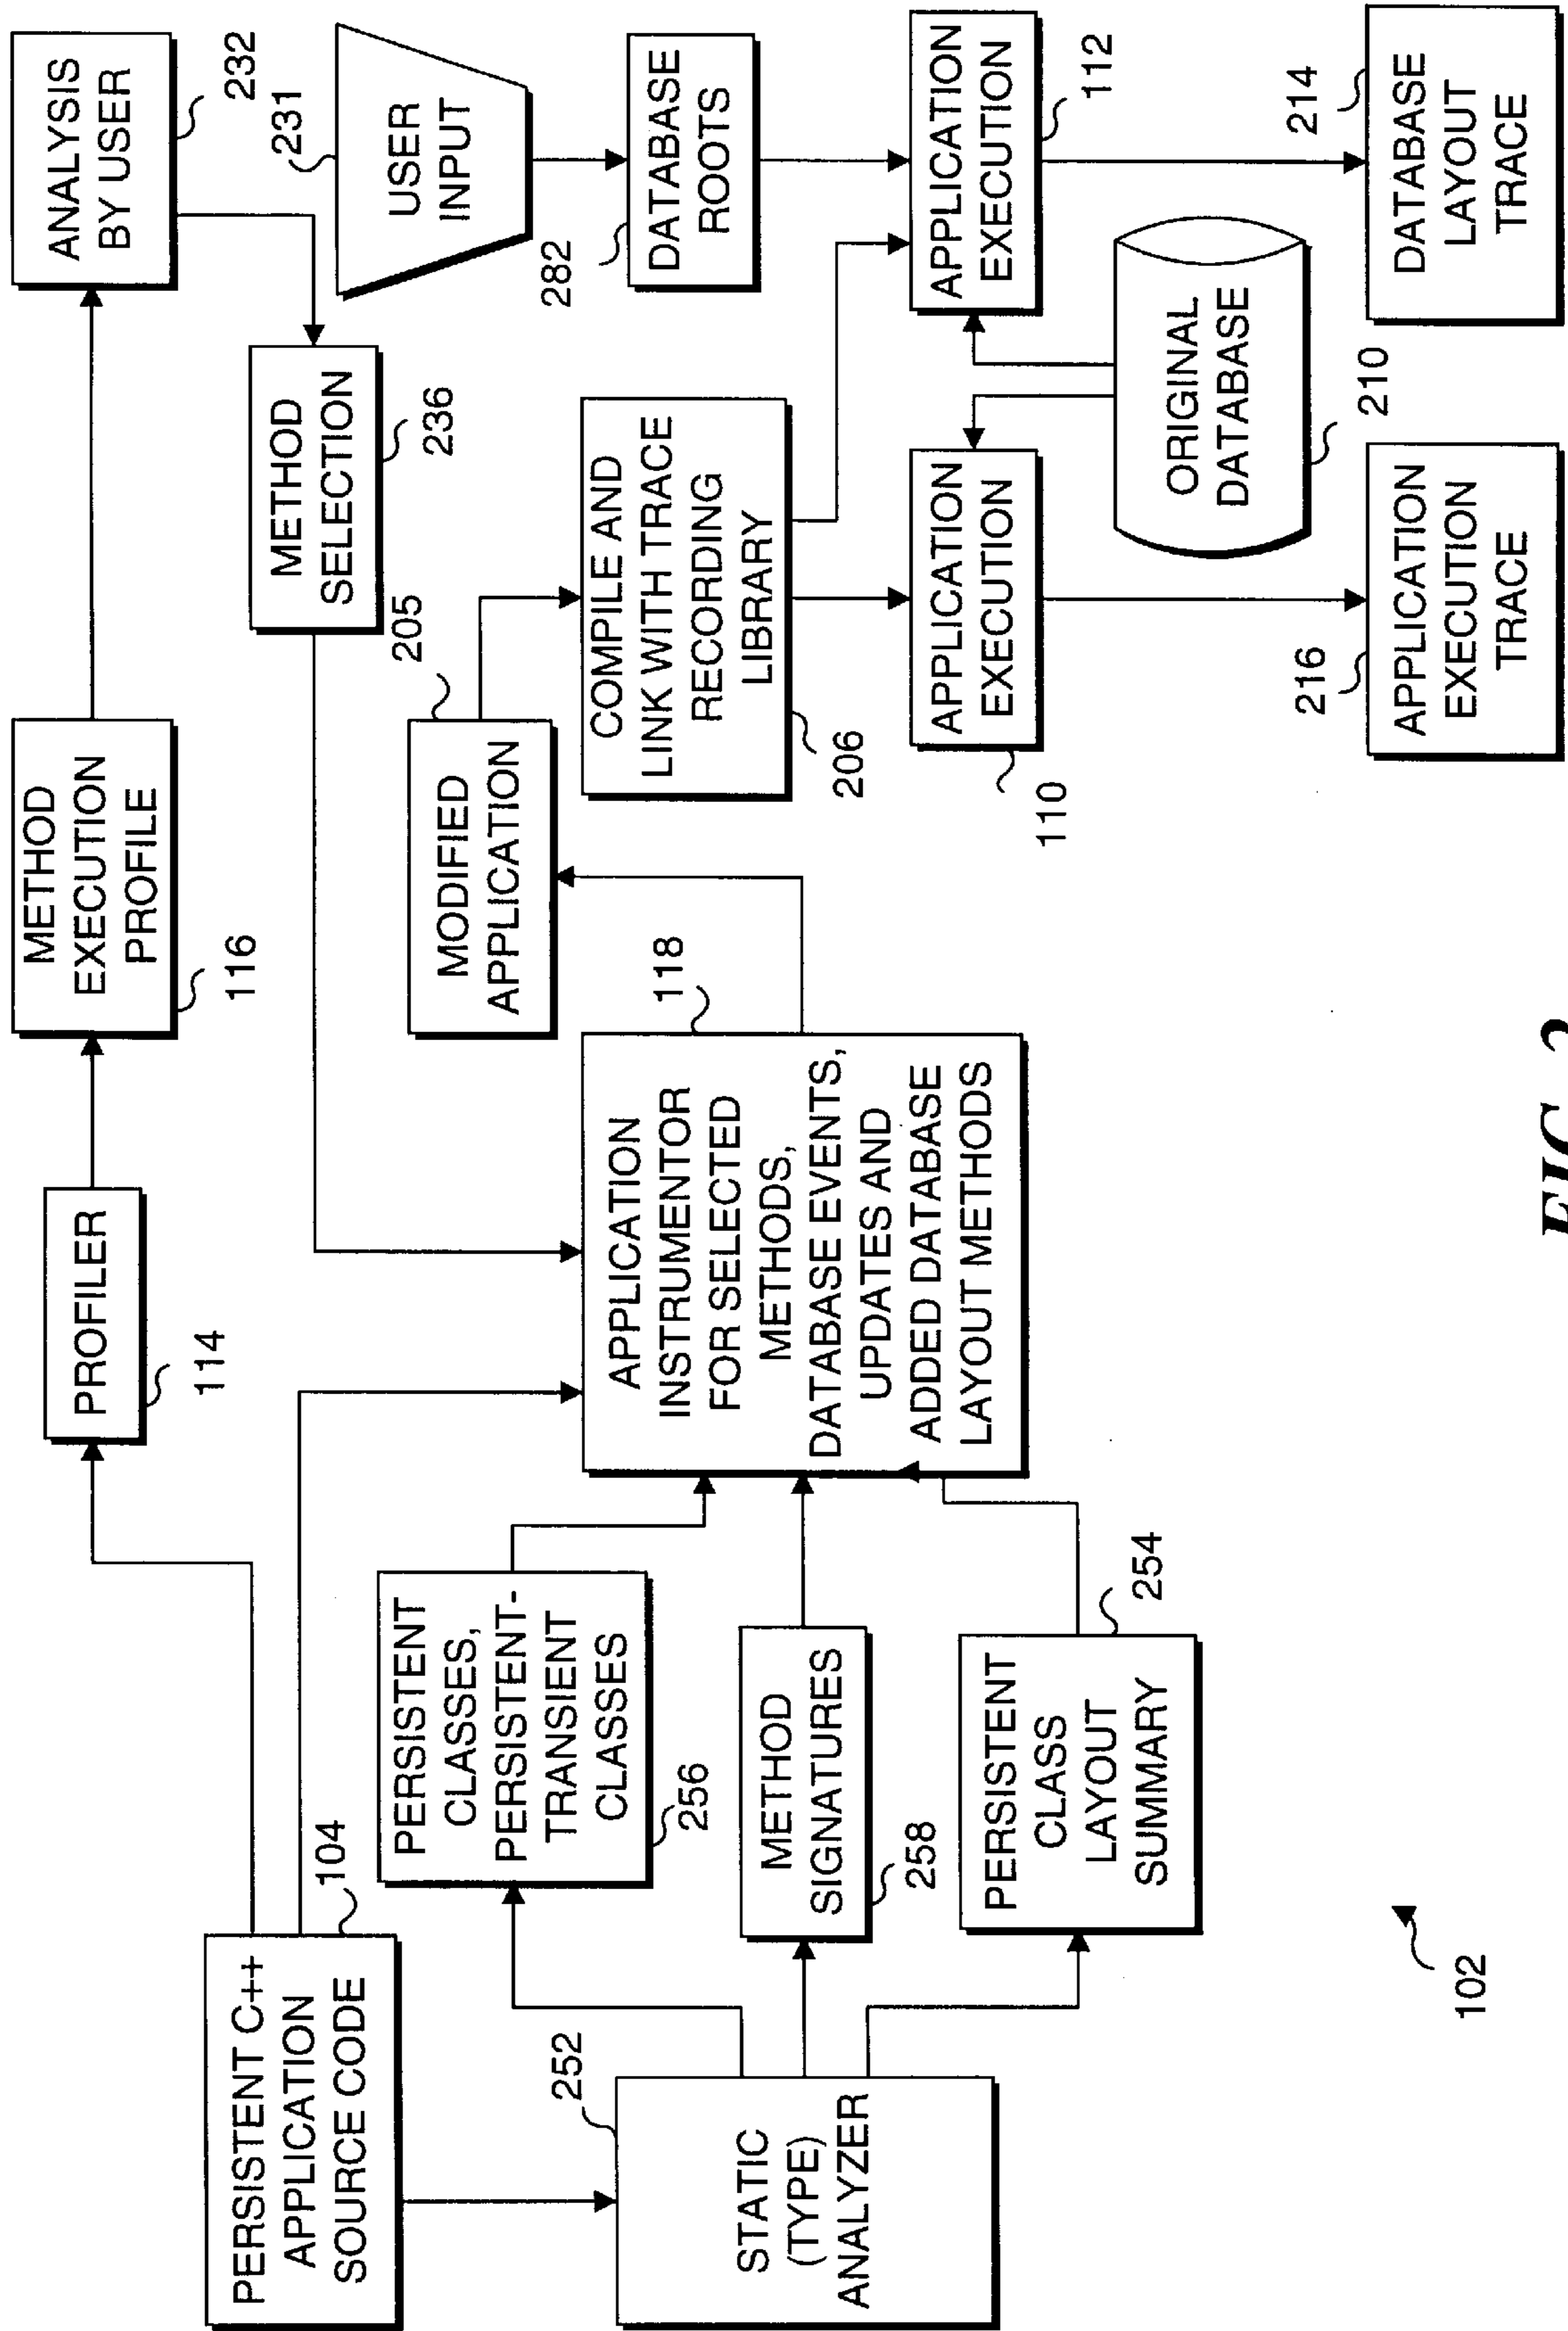 PERSISTENT C++
APPLICATION
SOURCE CODE
104
PROFILER
114
METHOD
EXECUTION
PROFILE
116
ANALYSIS
BY USER
232
METHOD
SELECTION
236
231
USER
INPUT
282
DATABASE
ROOTS
252
STATIC
(TYPE)
ANALYZER
PERSISTENT
CLASSES,
PERSISTENT-
TRANSIENT
CLASSES
256
METHOD
SIGNATURES
258
PERSISTENT
CLASS
LAYOUT
SUMMARY
254
118
APPLICATION
INSTRUMENTOR
FOR SELECTED
METHODS,
DATABASE EVENTS,
UPDATES AND
ADDED DATABASE
LAYOUT METHODS
205
MODIFIED
APPLICATION
COMPILE AND
LINK WITH TRACE
RECORDING
LIBRARY
206
APPLICATION
EXECUTION
110
APPLICATION
EXECUTION
112
ORIGINAL
DATABASE
210
216
APPLICATION
EXECUTION
TRACE
214
DATABASE
LAYOUT
TRACE
102